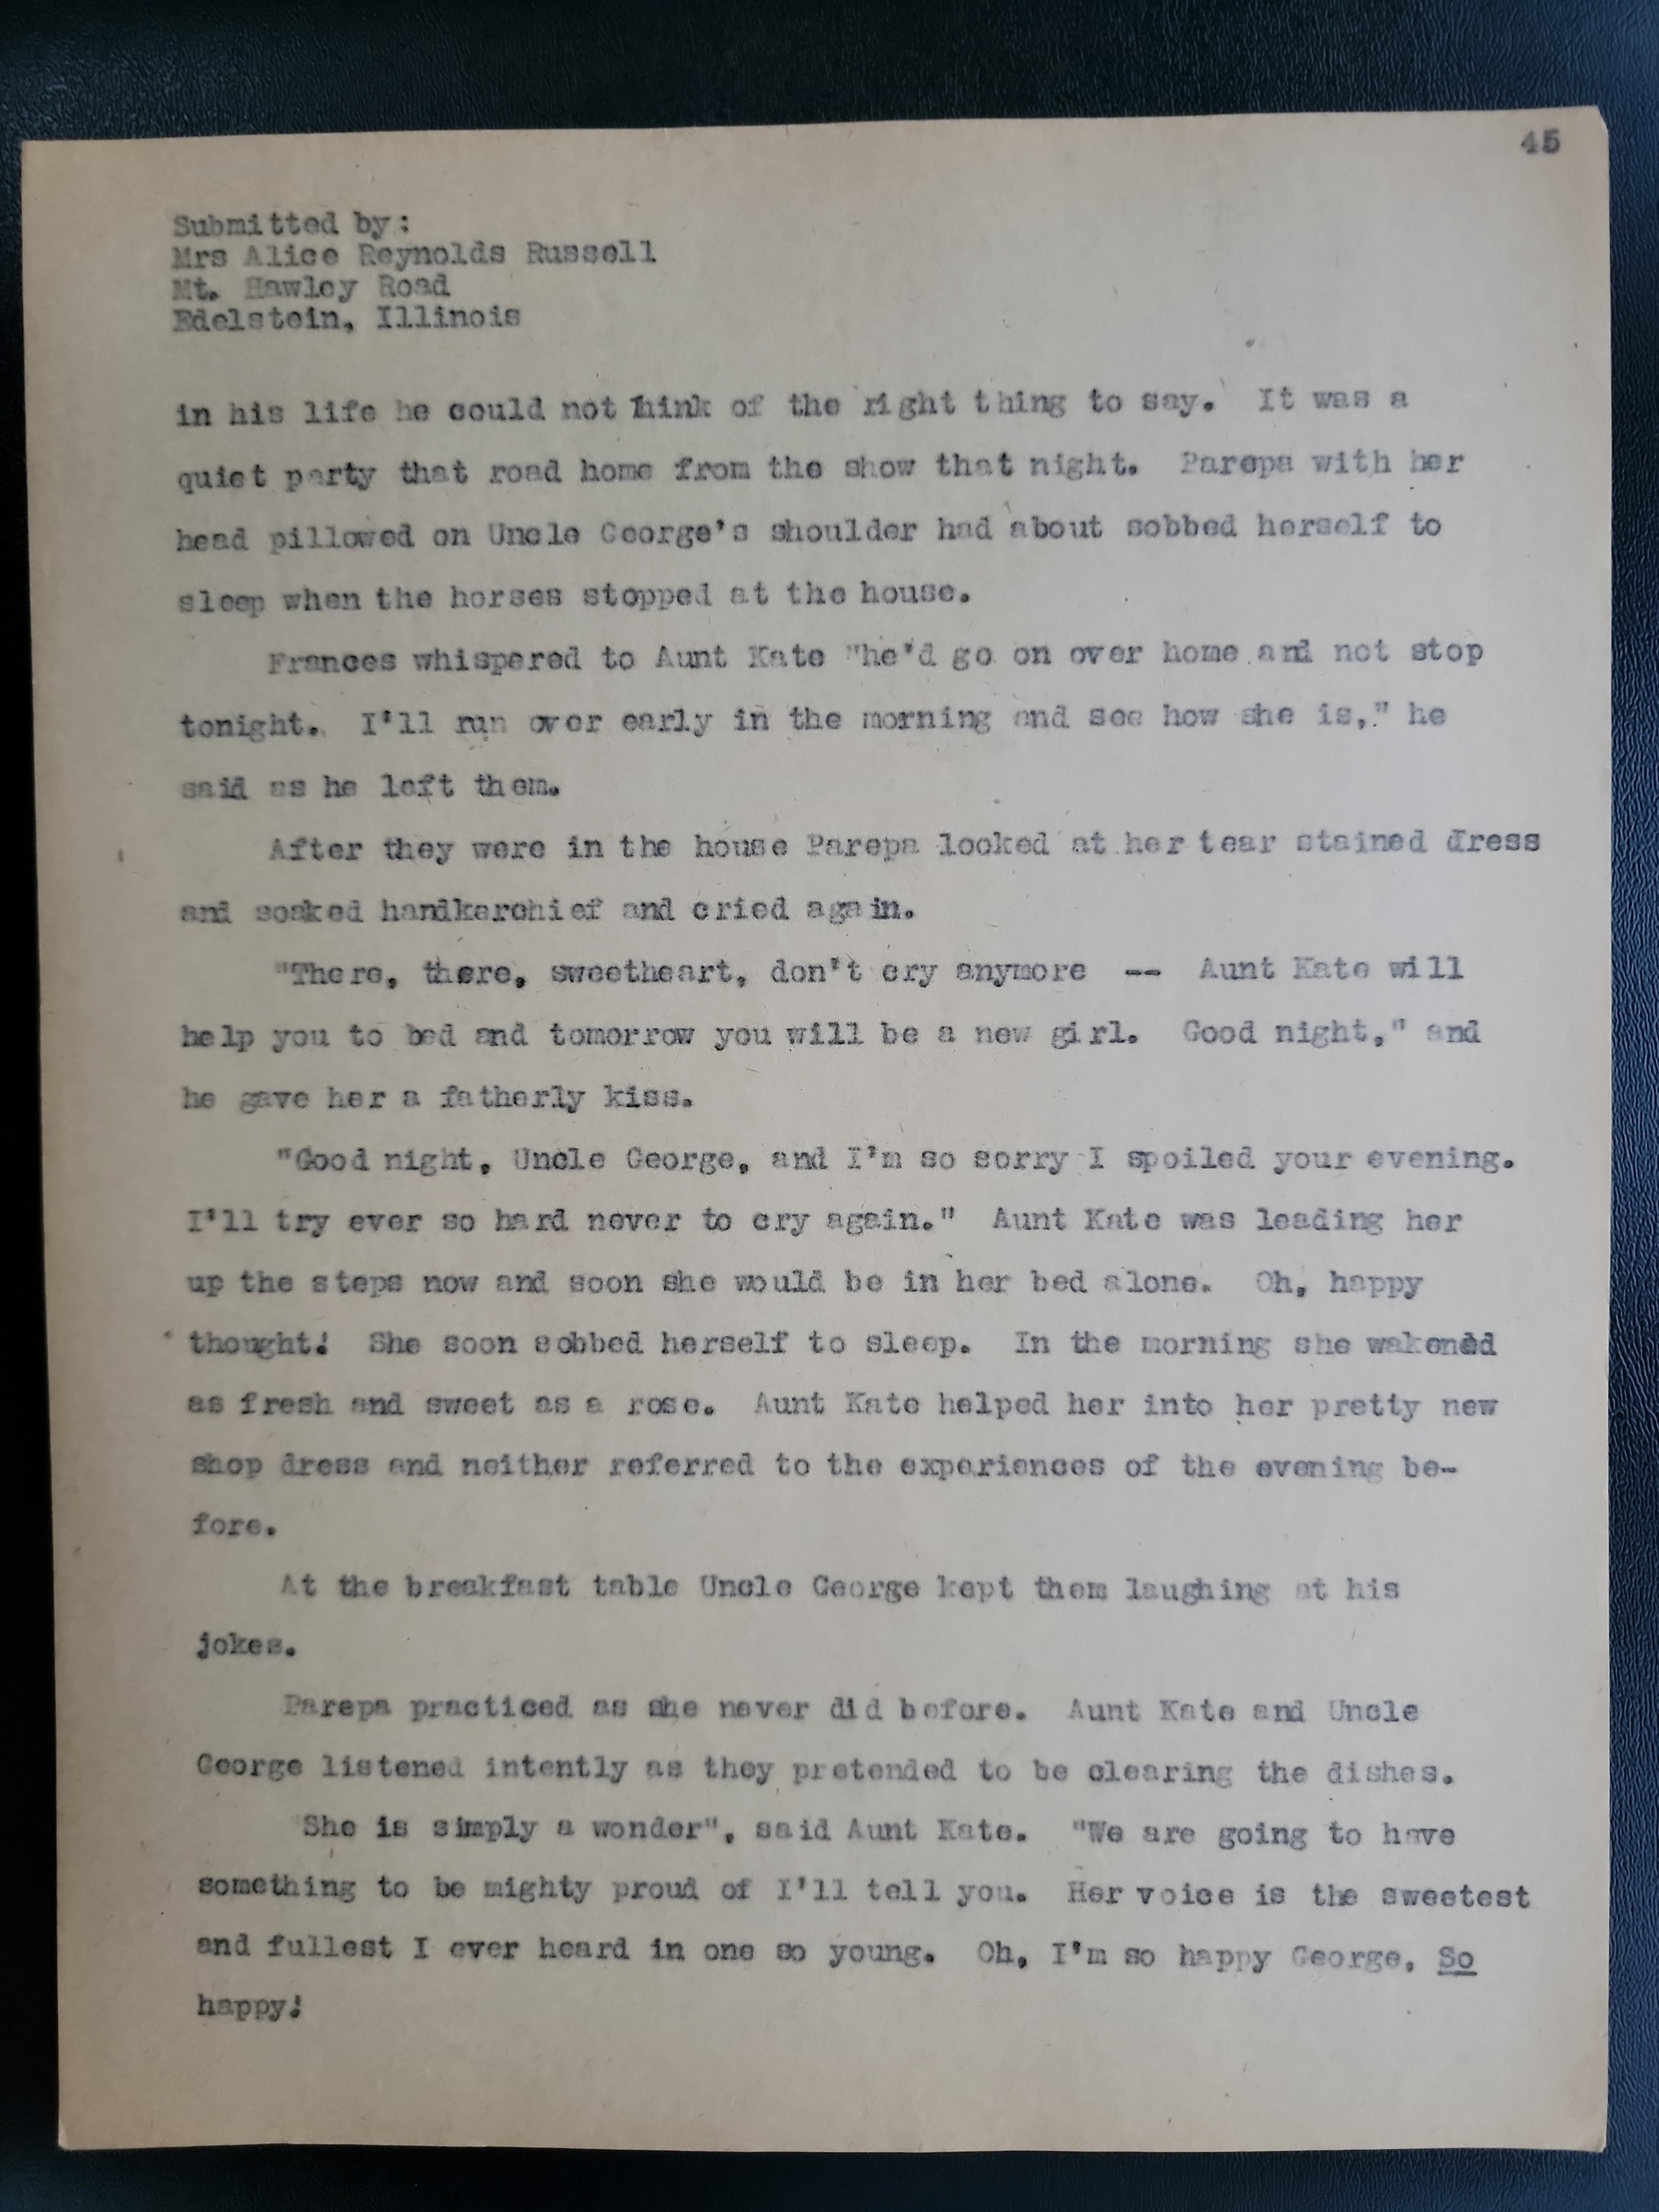 45
Submitted by:
Mrs Alice Reynolds Russell
Mt. Hawley Road
Edelstein, Illinois
in his life he could not think of the right thing to say. It was a
quiet party that road home from the show that night. Parepa with her
head pillowed on Uncle George's shoulder had about sobbed herself to
sleep when the horses stopped at the house.
Frances whispered to Aunt Kate "he'd go on over home and not stop
tonight. I'll run over early in the morning and see how she is," he
said as he left them.
After they were in the house Parepa looked at her tear stained dress
and soaked handkerchief and cried again.
"There, there, sweetheart, don't cry anymore -- Aunt Kate will
help you to bed and tomorrow you will be a new girl. Good night," and
he gave her a fatherly kiss.
"Good night, Uncle George, and I'm so sorry I spoiled your evening.
I'll try ever so hard never to cry again." Aunt Kate was leading her
up the steps now and soon she would be in her bed alone. Oh, happy
thought! She soon sobbed herself to sleep. In the morning she wakened
as fresh and sweet as a rose. Aunt Kate helped her into her pretty new
shop dress and neither referred to the experiences of the evening be-
fore.
At the breakfast table Uncle George kept them laughing at his
jokes.
Parepa practiced as she never did before. Aunt Kate and Uncle
George listened intently as they pretended to be clearing the dishes.
"She is simply a wonder", said Aunt Kate. "We are going to have
something to be mighty proud of I'll tell you. Her voice is the sweetest
and fullest I ever heard in one so young. Oh, I'm so happy George, So
happy!